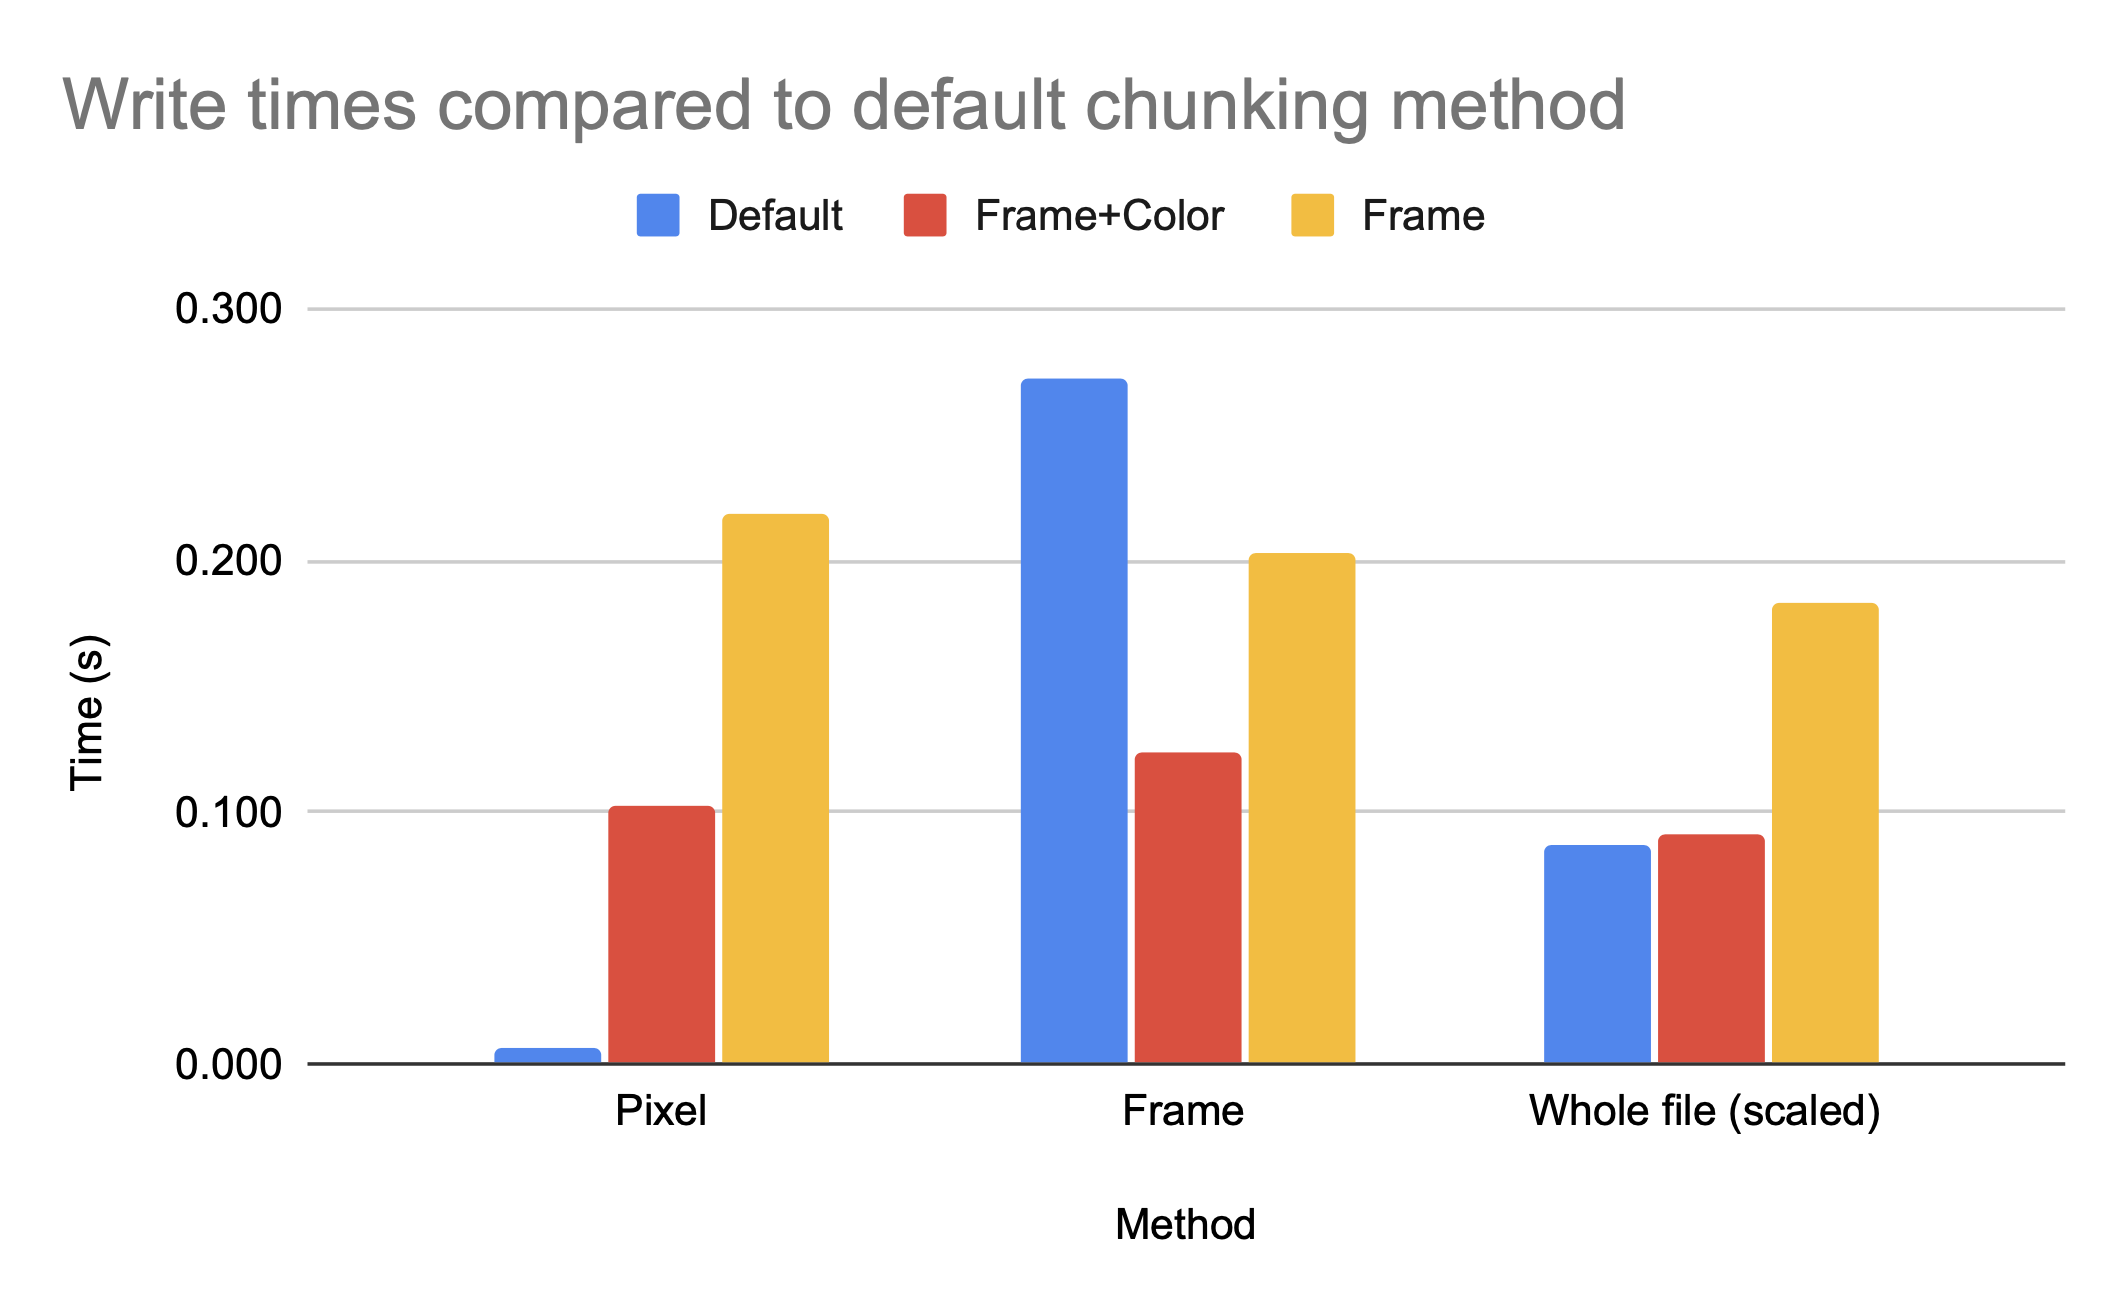 Write times compared to default chunking method
Default Frame+Color Frame
0.300
0.200
0.100
0.000
Time (s)
Pixel Frame Whole file (scaled)
Method